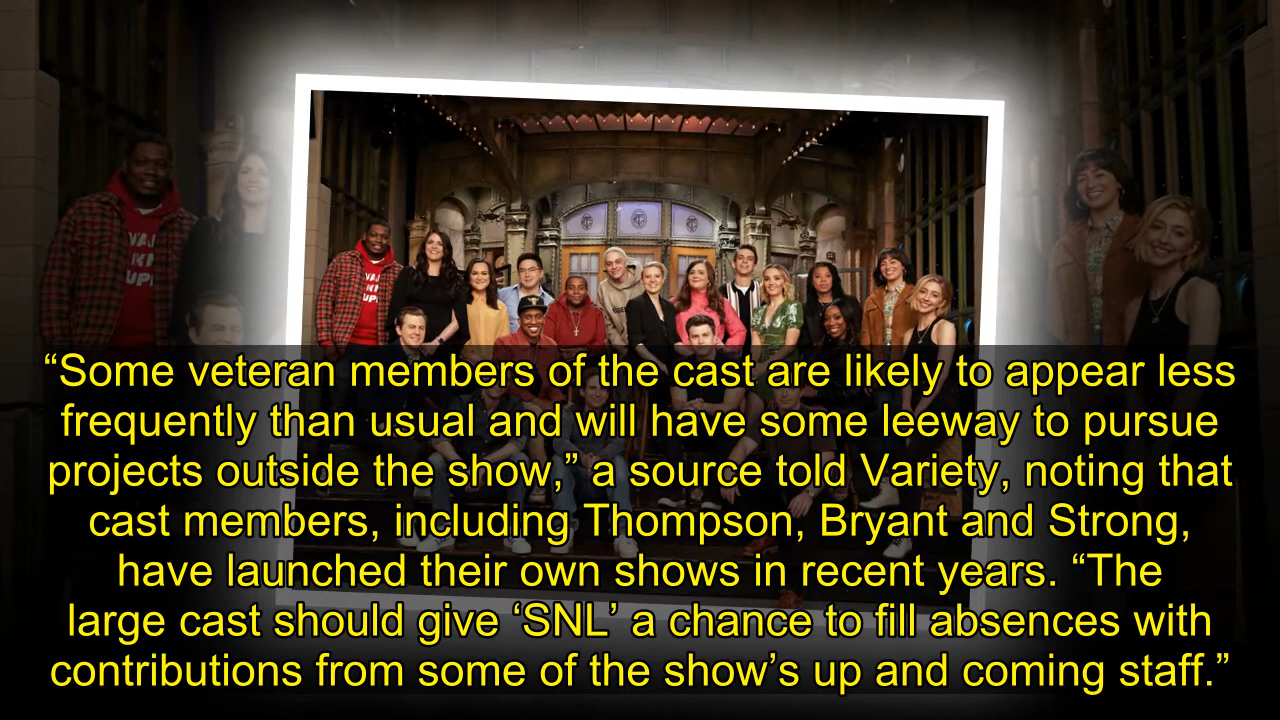 “Some veteran members of the cast are likely to appear less
frequently than usual and will have some leeway to pursue
projects outside the show,” a source told Variety, noting that
cast members, including Thompson, Bryant and Strong,
have launched their own shows in recent years. “The
large cast should give ‘SNL’ a chance to fill absences with
contributions from some of the show’s up and coming staff.”